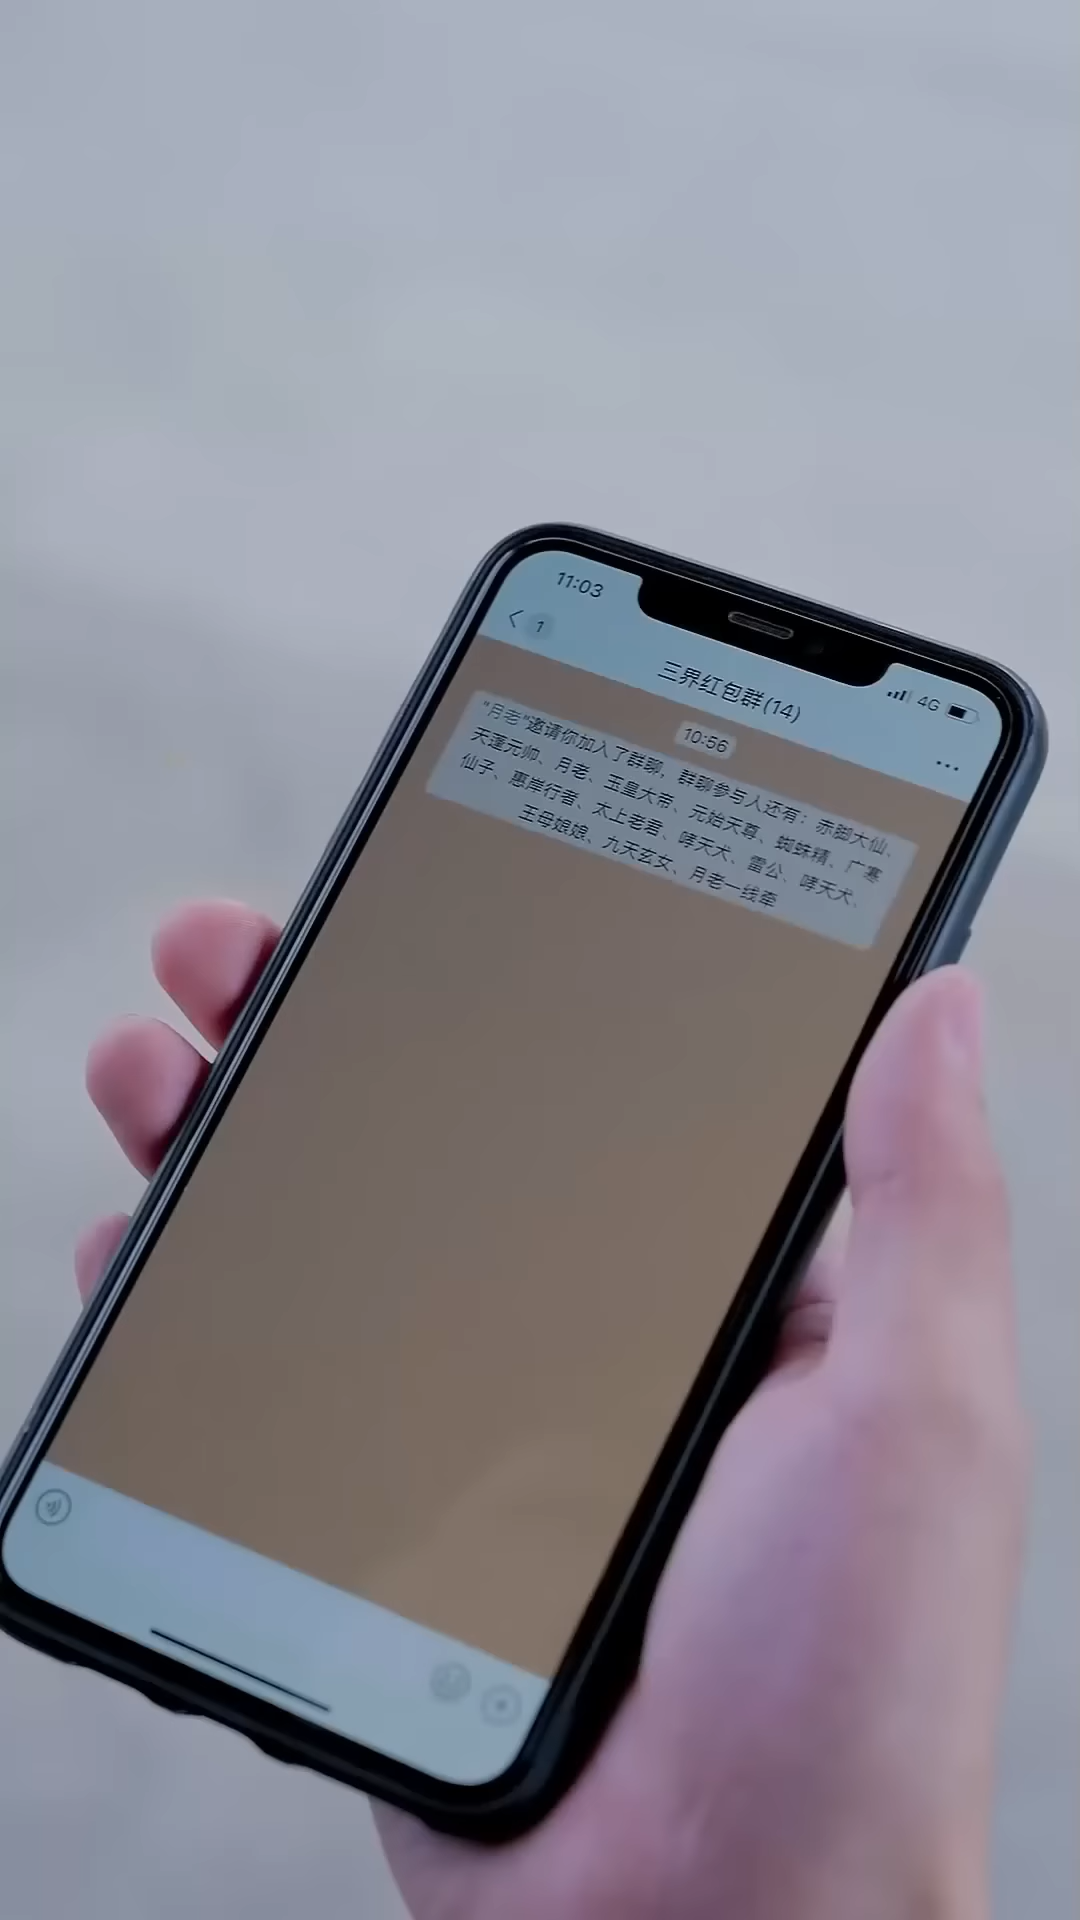 11:03
4G
1
三界红包群(14)
10:56
"月老"邀请你加入了群聊，群聊参与人还有：赤脚大仙、
天蓬元帅、月老、玉皇大帝、元始天尊、蜘蛛精、广寒
仙子、惠岸行者、太上老君、哮天犬、雷公、哮天犬、
王母娘娘、九天玄女、月老一线牵